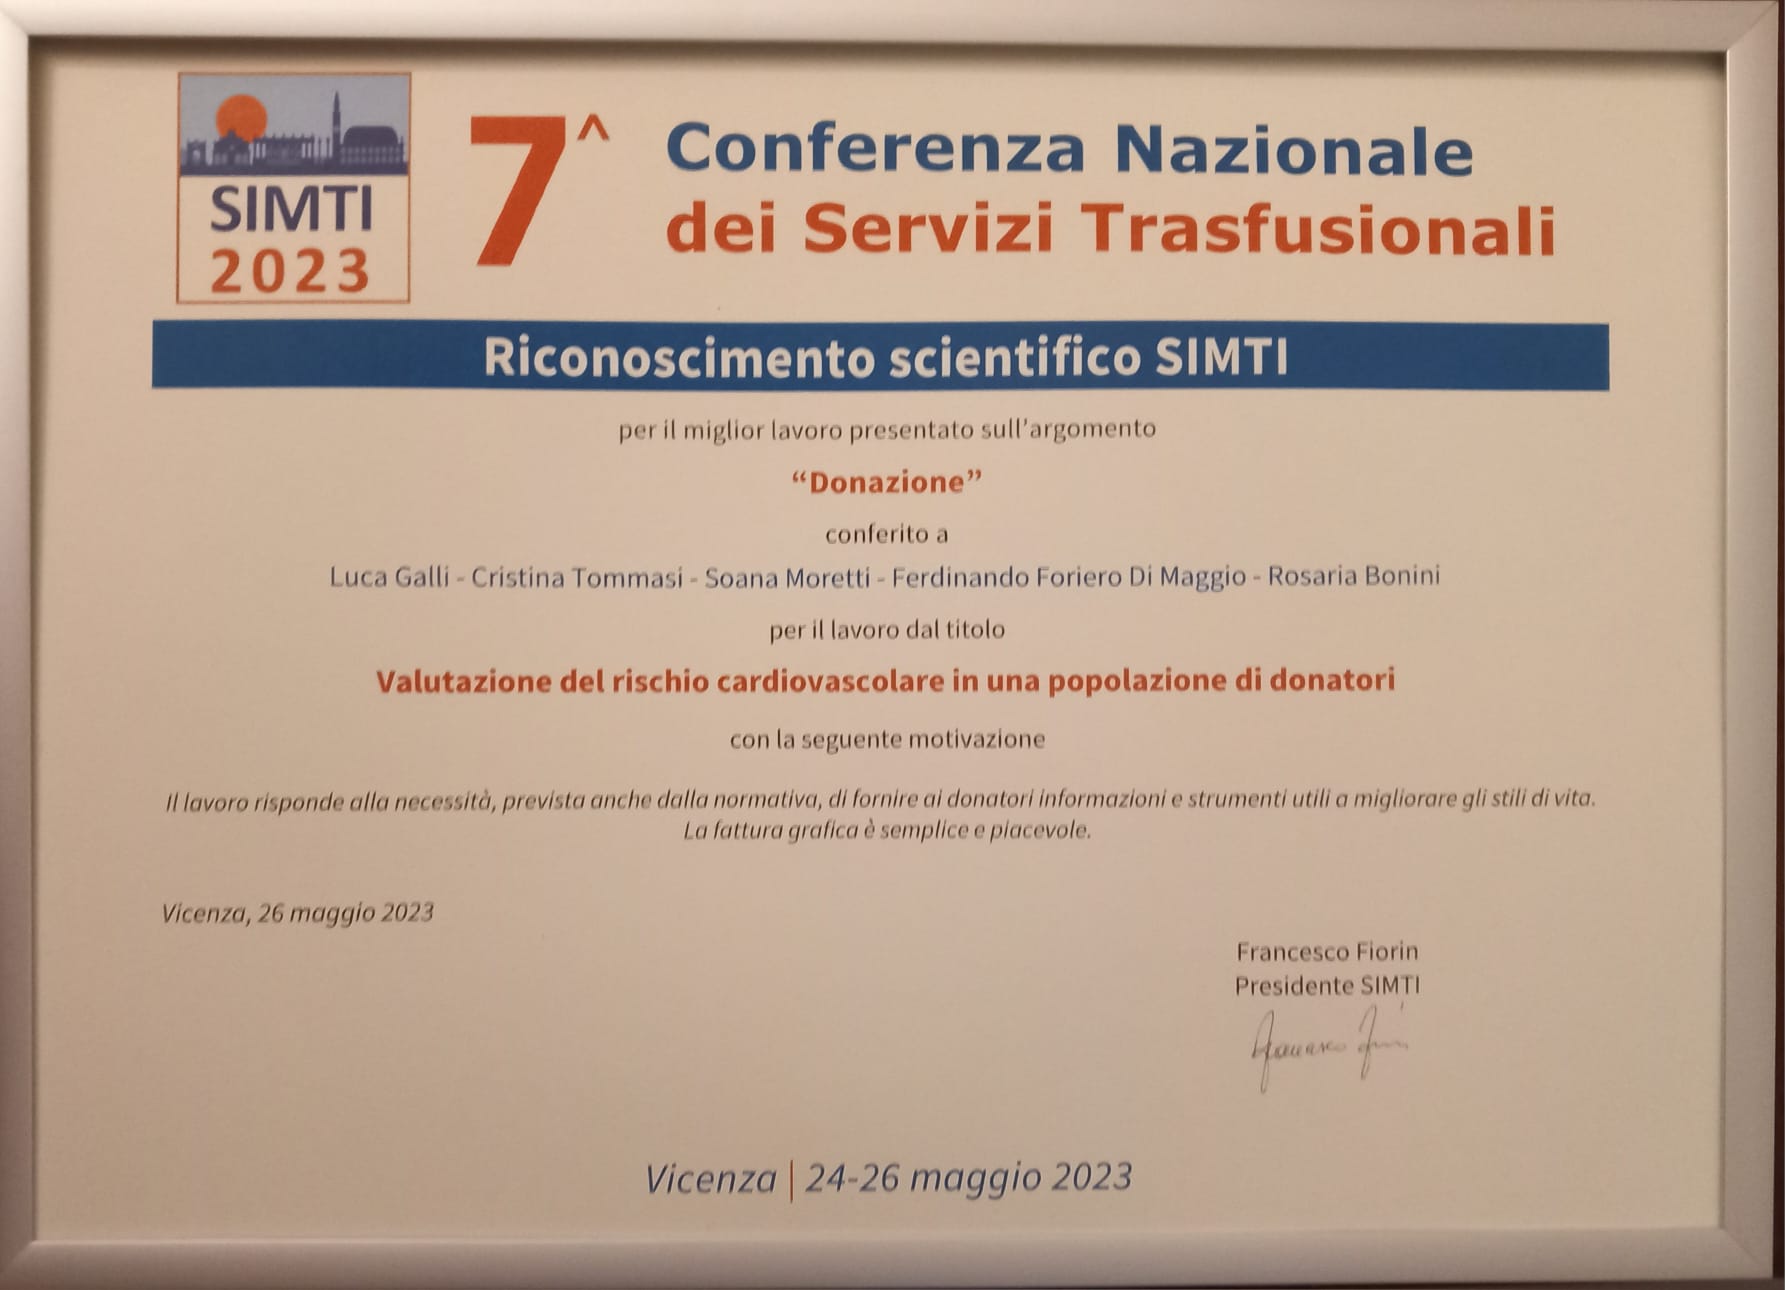 SIMTI
2023
7^
Conferenza Nazionale
dei Servizi Trasfusionali
Riconoscimento scientifico SIMTI
per il miglior lavoro presentato sull'argomento
“Donazione”
conferito a
Luca Galli - Cristina Tommasi - Soana Moretti - Ferdinando Foriero Di Maggio - Rosaria Bonini
per il lavoro dal titolo
Valutazione del rischio cardiovascolare in una popolazione di donatori
con la seguente motivazione
Il lavoro risponde alla necessità, prevista anche dalla normativa, di fornire ai donatori informazioni e strumenti utili a migliorare gli stili di vita.
La fattura grafica è semplice e piacevole.
Vicenza, 26 maggio 2023
Francesco Fiorin
Presidente SIMTI
Vicenza | 24-26 maggio 2023